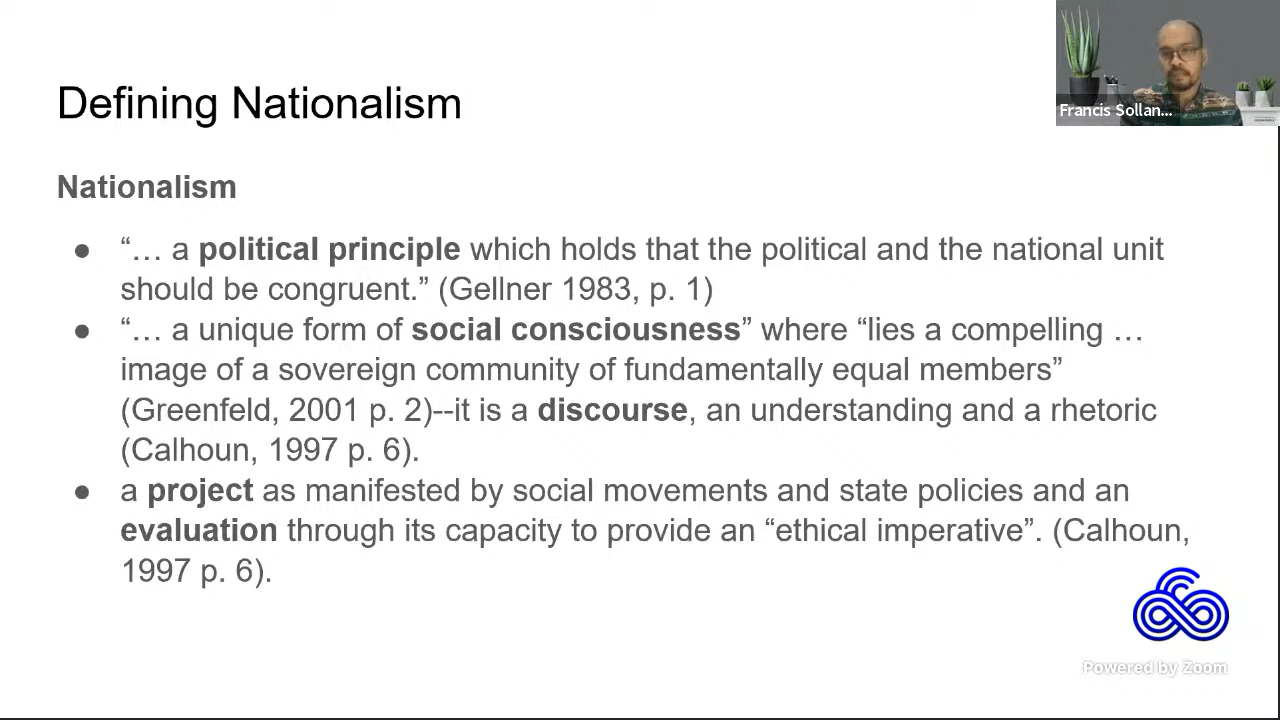 Francis Sollan...
Defining Nationalism
Nationalism
● “… a political principle which holds that the political and the national unit
should be congruent.” (Gellner 1983, p. 1)
● “… a unique form of social consciousness” where “lies a compelling …
image of a sovereign community of fundamentally equal members”
(Greenfeld, 2001 p. 2)--it is a discourse, an understanding and a rhetoric
(Calhoun, 1997 p. 6).
● a project as manifested by social movements and state policies and an
evaluation through its capacity to provide an “ethical imperative”. (Calhoun,
1997 p. 6).
Powered by Zoom